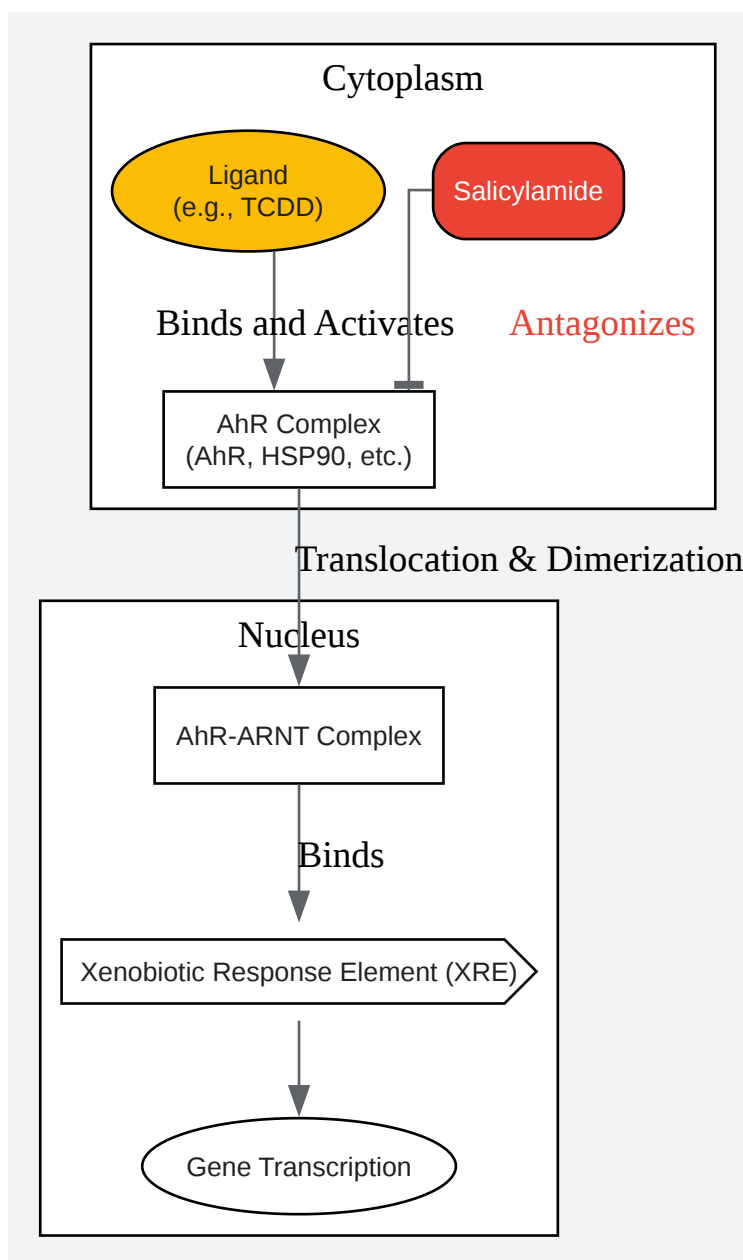 Cytoplasm
Ligand
(e.g., TCDD)
Salicylamide
Binds and Activates
Antagonizes
AhR Complex
(AhR, HSP90, etc.)
Translocation & Dimerization
Nucleus
AhR-ARNT Complex
Binds
Xenobiotic Response Element (XRE)
Gene Transcription